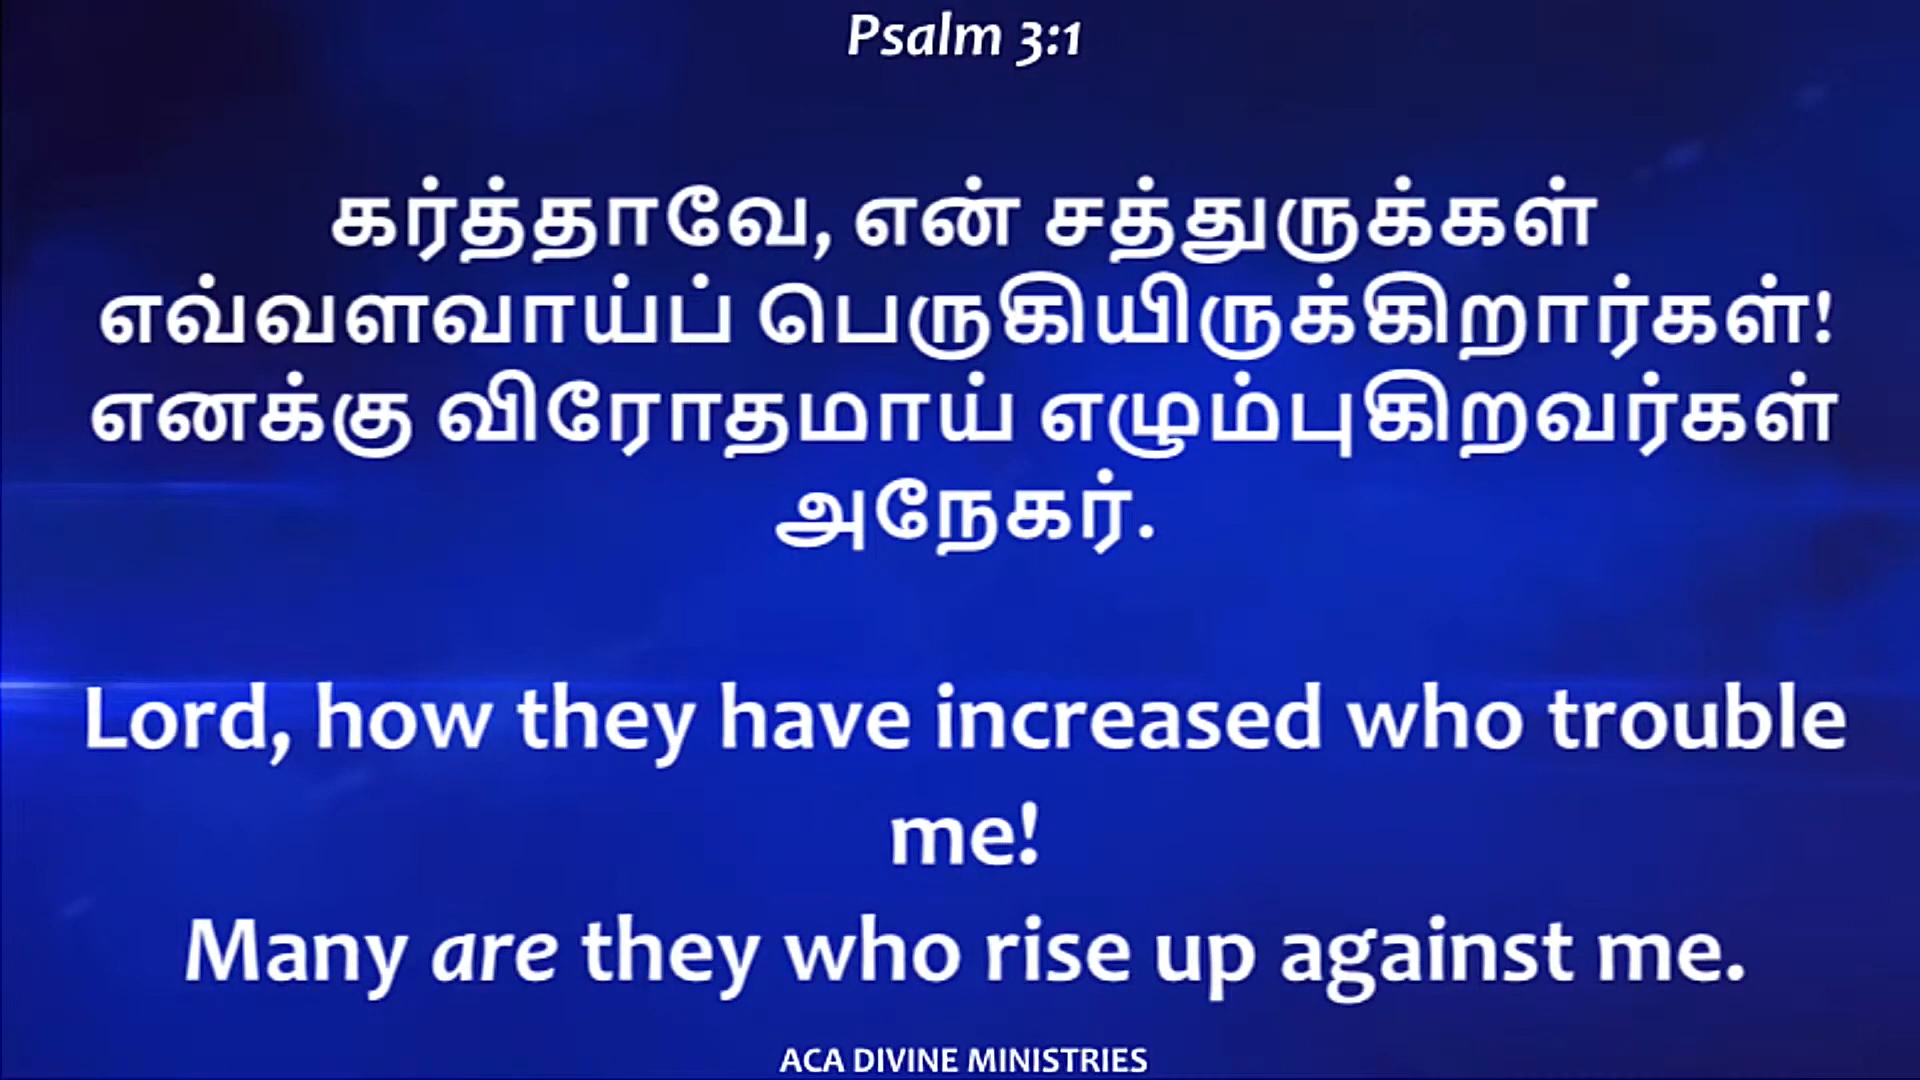 Psalm 3:1
கர்த்தாவே, என் சத்துருக்கள்
எவ்வளவாய்ப் பெருகியிருக்கிறார்கள்!
எனக்கு விரோதமாய் எழும்புகிறவர்கள்
அநேகர்.
Lord, how they have increased who trouble
me!
Many are they who rise up against me.
ACA DIVINE MINISTRIES